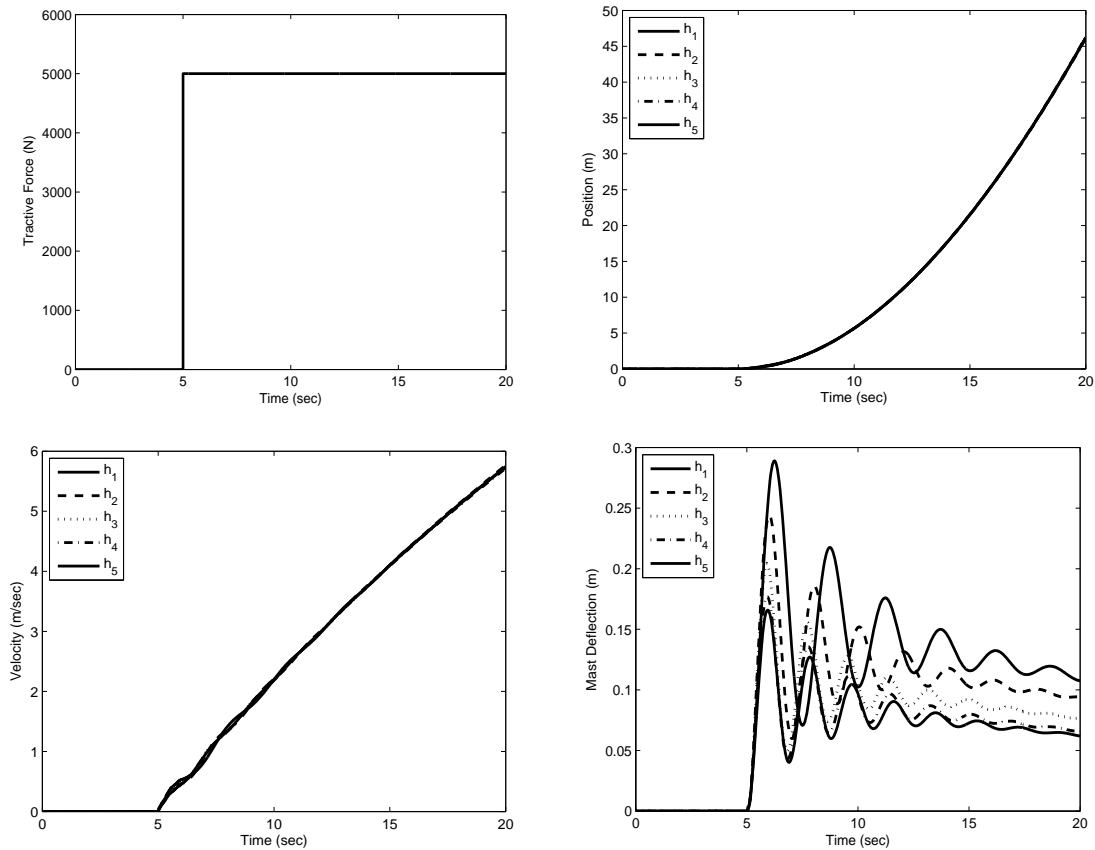 6000
5000
4000
3000
2000
1000
0
Tractive Force (N)
0 5 10 15 20
Time (sec)
50
45
40
35
30
25
20
15
10
5
0
Position (m)
h1
h2
h3
h4
h5
0 5 10 15 20
Time (sec)
6
5
4
3
2
1
0
Velocity (m/sec)
h1
h2
h3
h4
h5
0 5 10 15 20
Time (sec)
0.3
0.25
0.2
0.15
0.1
0.05
0
Mast Deflection (m)
h1
h2
h3
h4
h5
0 5 10 15 20
Time (sec)